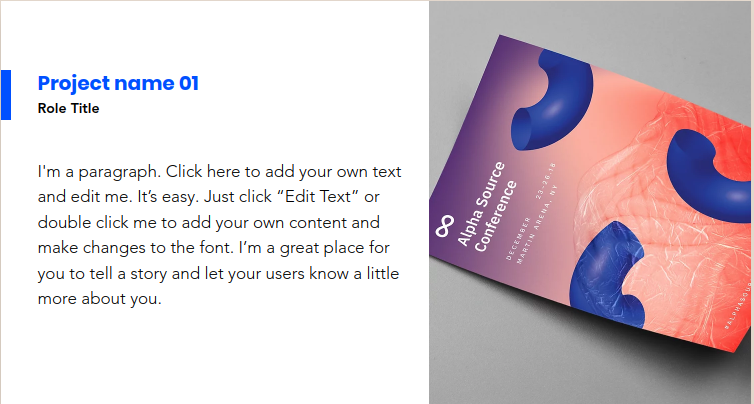 Project name 01
Role Title
I'm a paragraph. Click here to add your own text
and edit me. It’s easy. Just click “Edit Text” or
double click me to add your own content and
make changes to the font. I’m a great place for
you to tell a story and let your users know a little
more about you.
Alpha Source
Conference
DECEMBER 23-26.18
MARTIN ARENA, NY